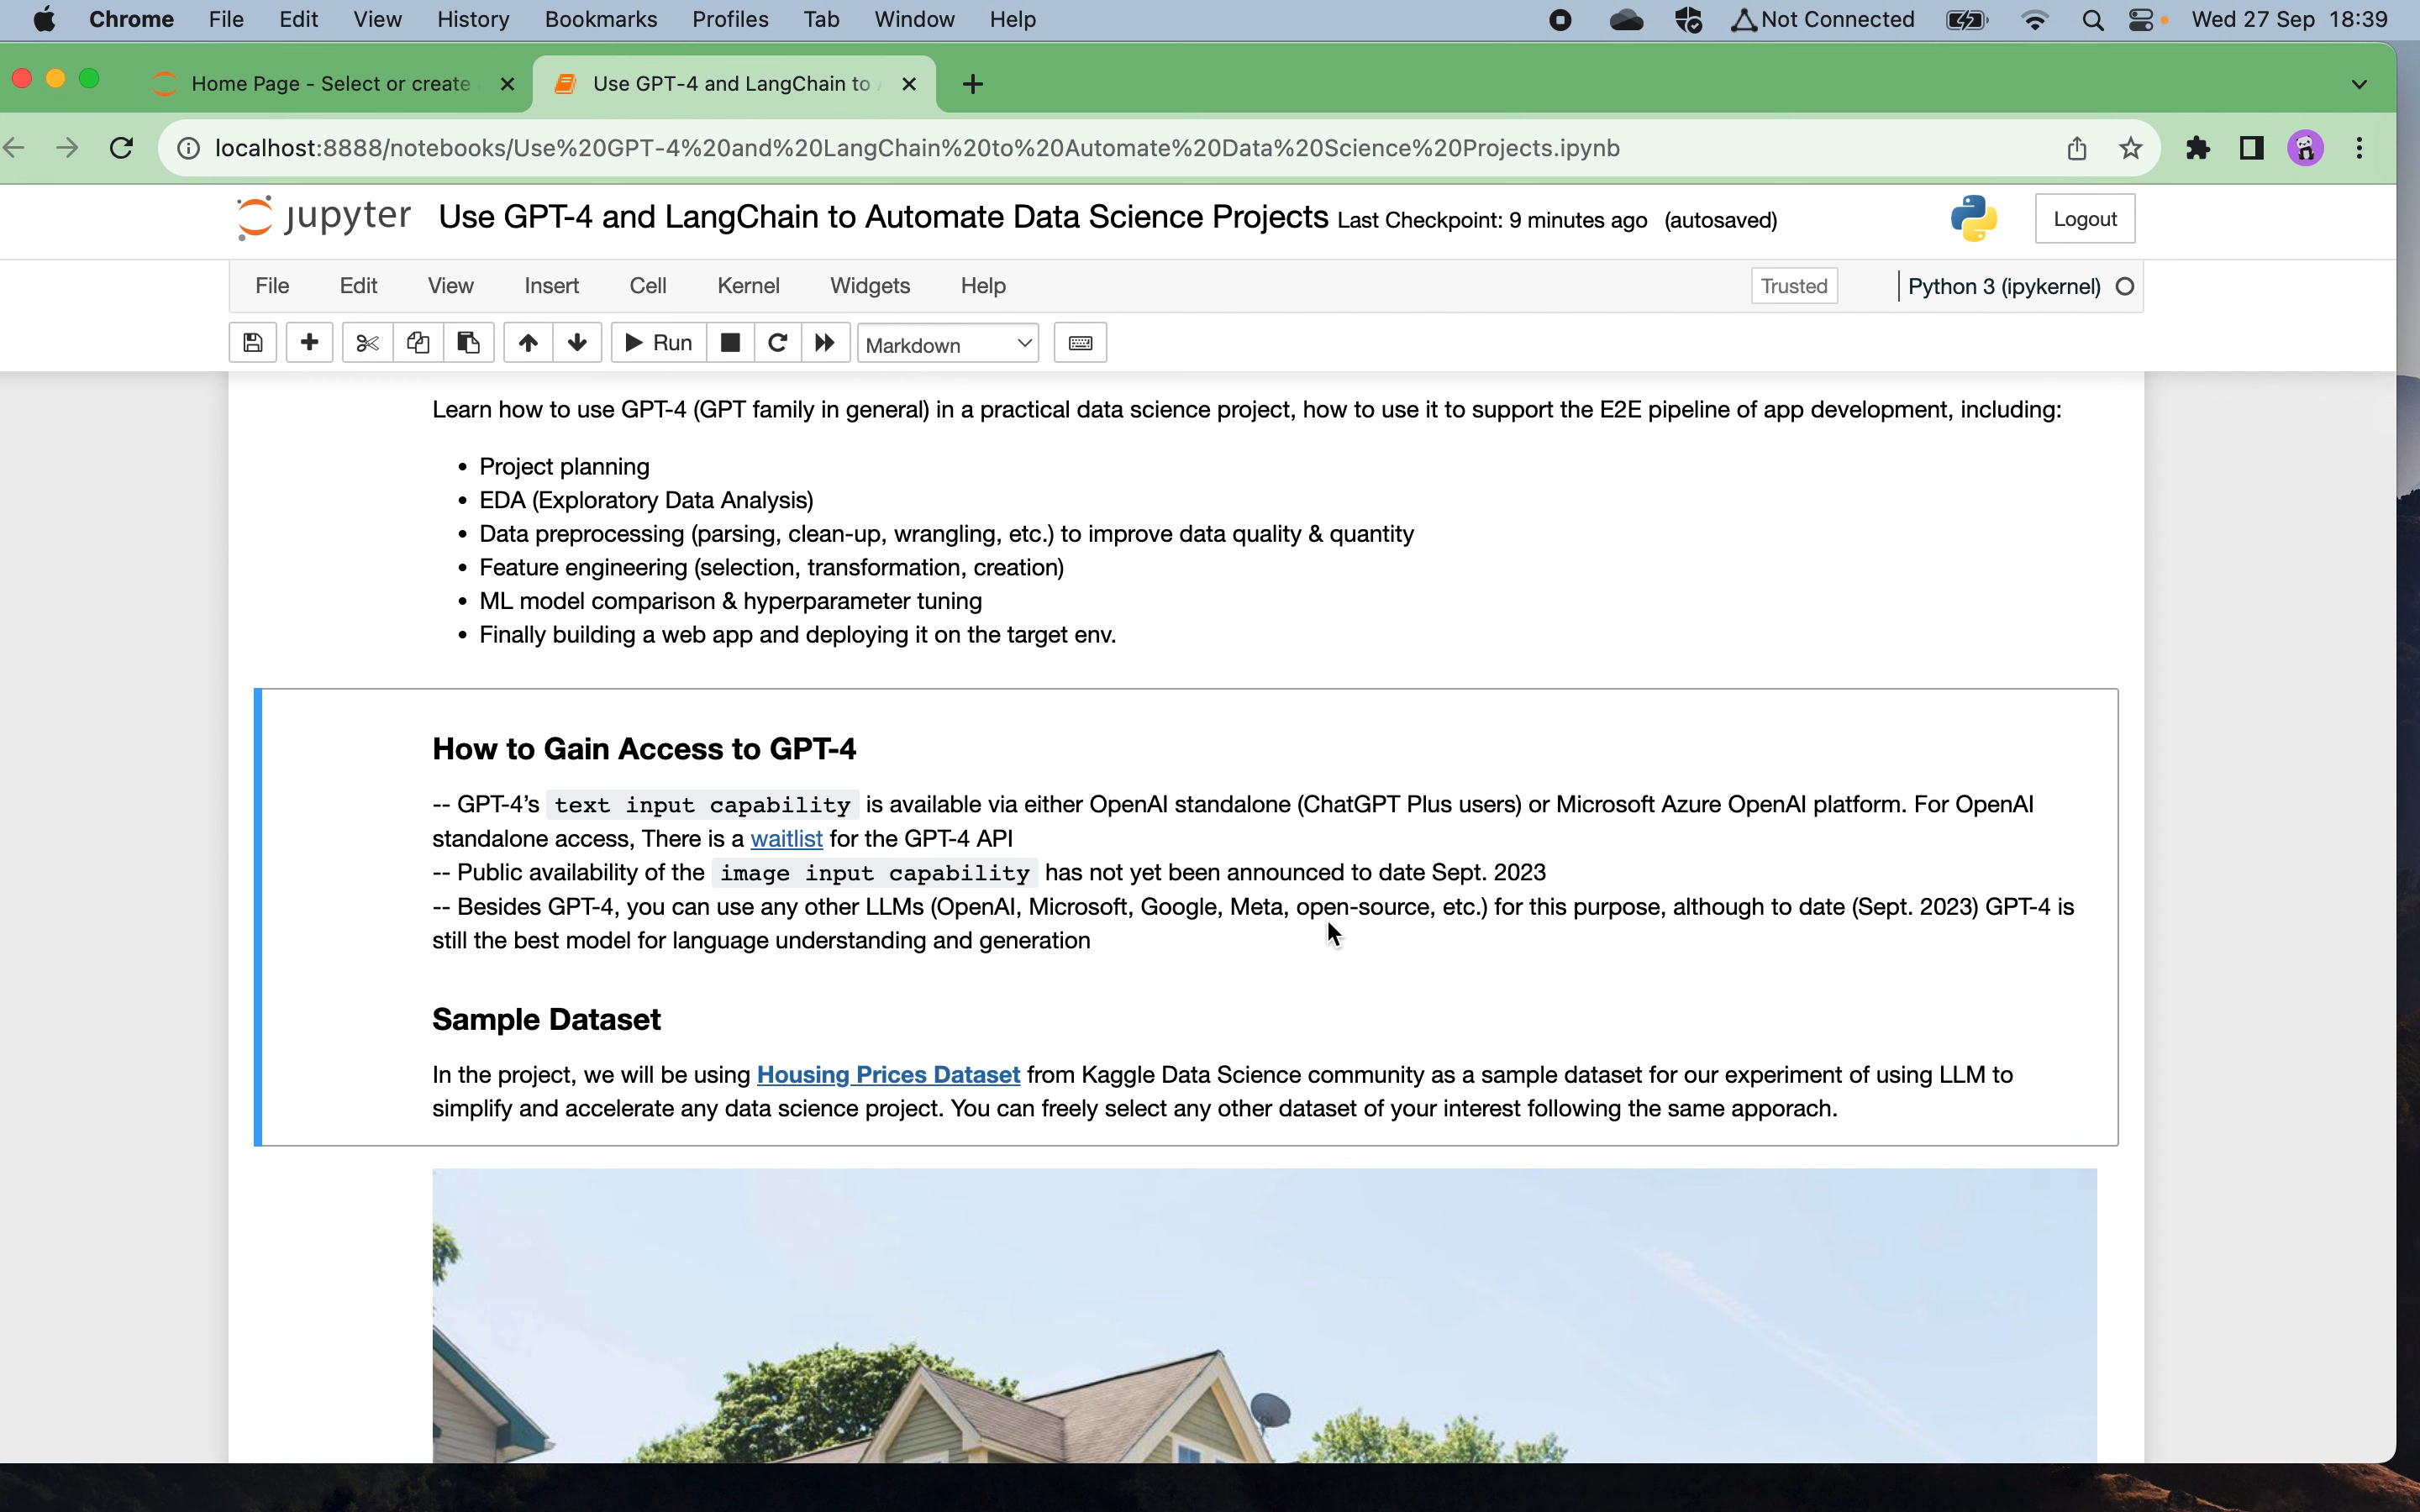 Chrome File Edit View History Bookmarks Profiles Tab Window Help Not Connected Wed 27 Sep 18:39
Home Page - Select or create Use GPT-4 and LangChain to
localhost:8888/notebooks/Use%20GPT-4%20and%20LangChain%20to%20Automate%20Data%20Science%20Projects.ipynb
jupyter Use GPT-4 and LangChain to Automate Data Science Projects Last Checkpoint: 9 minutes ago (autosaved) Logout
File Edit View Insert Cell Kernel Widgets Help Trusted Python 3 (ipykernel)
Run Markdown
Learn how to use GPT-4 (GPT family in general) in a practical data science project, how to use it to support the E2E pipeline of app development, including:
• Project planning
• EDA (Exploratory Data Analysis)
• Data preprocessing (parsing, clean-up, wrangling, etc.) to improve data quality & quantity
• Feature engineering (selection, transformation, creation)
• ML model comparison & hyperparameter tuning
• Finally building a web app and deploying it on the target env.
How to Gain Access to GPT-4
-- GPT-4's text input capability is available via either OpenAI standalone (ChatGPT Plus users) or Microsoft Azure OpenAI platform. For OpenAI
standalone access, There is a waitlist for the GPT-4 API
-- Public availability of the image input capability has not yet been announced to date Sept. 2023
-- Besides GPT-4, you can use any other LLMs (OpenAI, Microsoft, Google, Meta, open-source, etc.) for this purpose, although to date (Sept. 2023) GPT-4 is
still the best model for language understanding and generation
Sample Dataset
In the project, we will be using Housing Prices Dataset from Kaggle Data Science community as a sample dataset for our experiment of using LLM to
simplify and accelerate any data science project. You can freely select any other dataset of your interest following the same apporach.